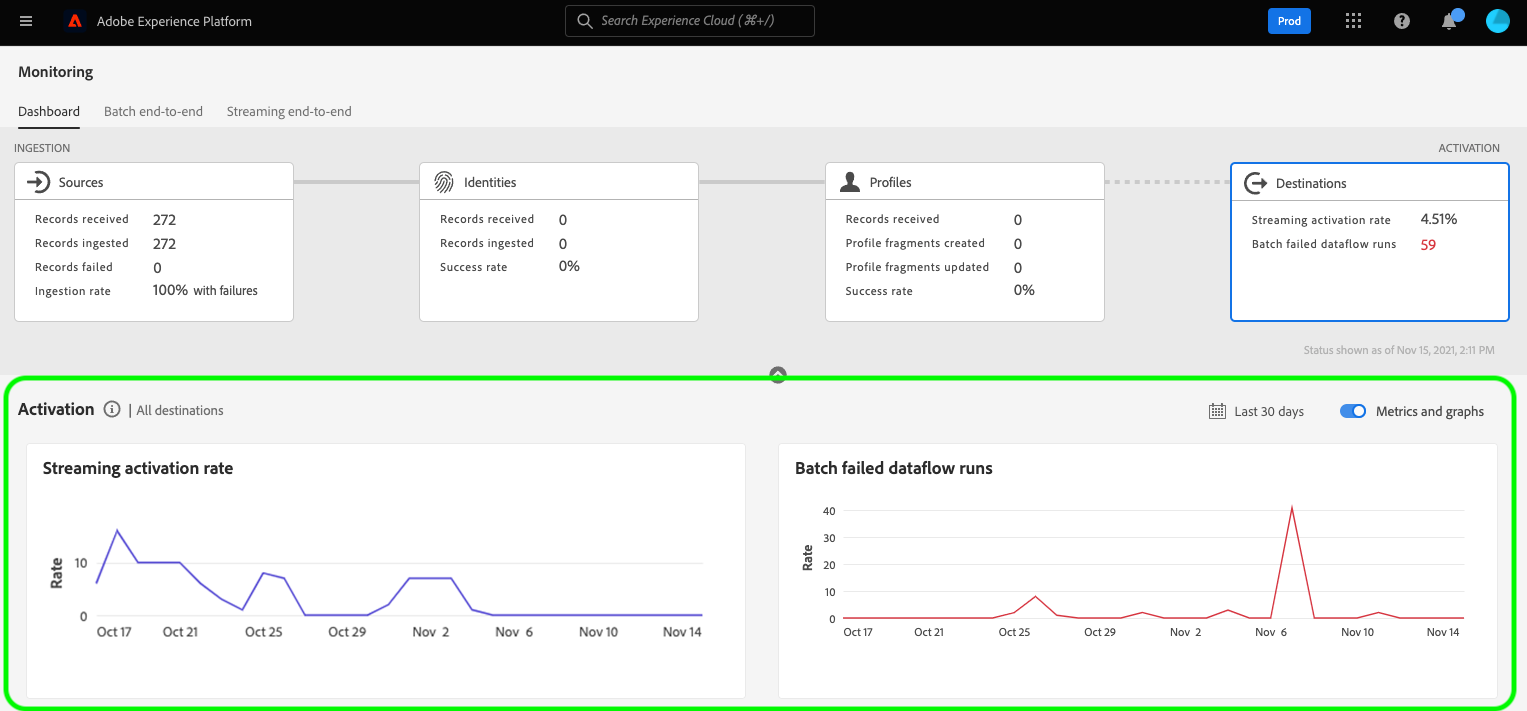 Adobe Experience Platform
Search Experience Cloud (⌘+/)
Prod
Monitoring
Dashboard Batch end-to-end Streaming end-to-end
INGESTION
ACTIVATION
Sources
Records received 272
Records ingested 272
Records failed 0
Ingestion rate 100% with failures
Identities
Records received 0
Records ingested 0
Success rate 0%
Profiles
Records received 0
Profile fragments created 0
Profile fragments updated 0
Success rate 0%
Destinations
Streaming activation rate 4.51%
Batch failed dataflow runs 59
Status shown as of Nov 15, 2021, 2:11 PM
Activation | All destinations
Last 30 days
Metrics and graphs
Streaming activation rate
Rate
10
0
Oct 17 Oct 21 Oct 25 Oct 29 Nov 2 Nov 6 Nov 10 Nov 14
Batch failed dataflow runs
Rate
40
30
20
10
0
Oct 17 Oct 21 Oct 25 Oct 29 Nov 2 Nov 6 Nov 10 Nov 14